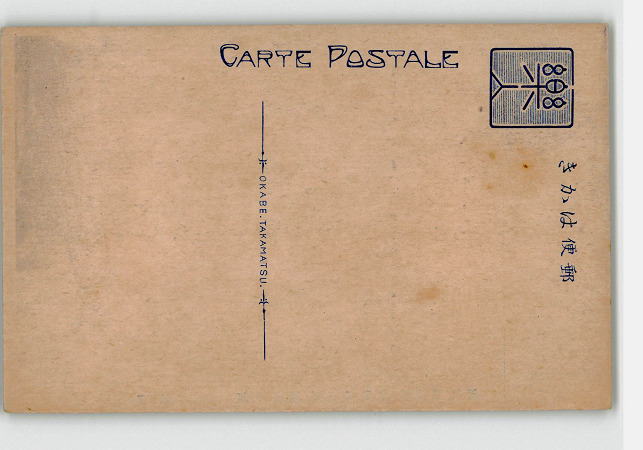 CARTE POSTALE
OKABE. TAKAMATSU.
きかは便郵